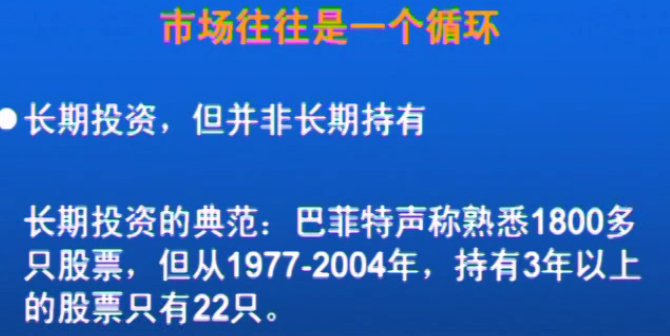 市场往往是一个循环
●长期投资，但并非长期持有
长期投资的典范：巴菲特声称熟悉1800多
只股票，但从1977-2004年，持有3年以上
的股票只有22只。